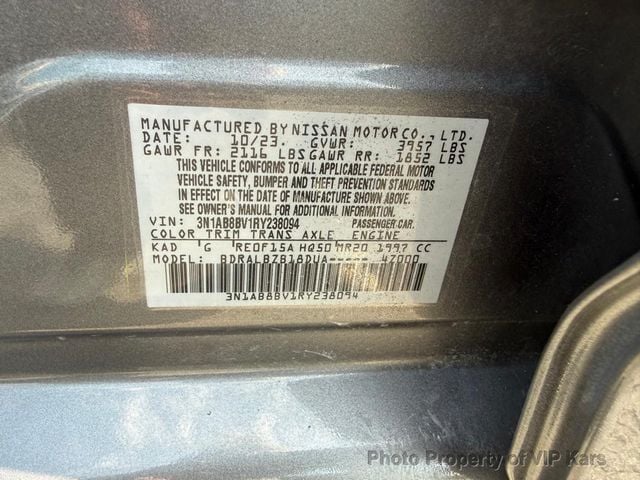 MANUFACTURED BY NISSAN MOTOR CO., LTD.
DATE: 10/23. GVWR: 3957 LBS
GAWR FR: 2116 LBS GAWR RR: 1852 LBS
THIS VEHICLE CONFORMS TO ALL APPLICABLE FEDERAL MOTOR
VEHICLE SAFETY, BUMPER AND THEFT PREVENTION STANDARDS
IN EFFECT ON THE DATE OF MANUFACTURE SHOWN ABOVE.
SEE OWNER'S MANUAL FOR ADDITIONAL INFORMATION.
VIN: 3N1AB8BV1RY238094 PASSENGER CAR.
COLOR TRIM TRANS AXLE ENGINE
KAD G RE0F15A HQ50 MR20 1997 CC
MODEL: BDRALBZB18DUA----- 4Z000
3N1AB8BV1RY238094
Photo Property of VIP Kars